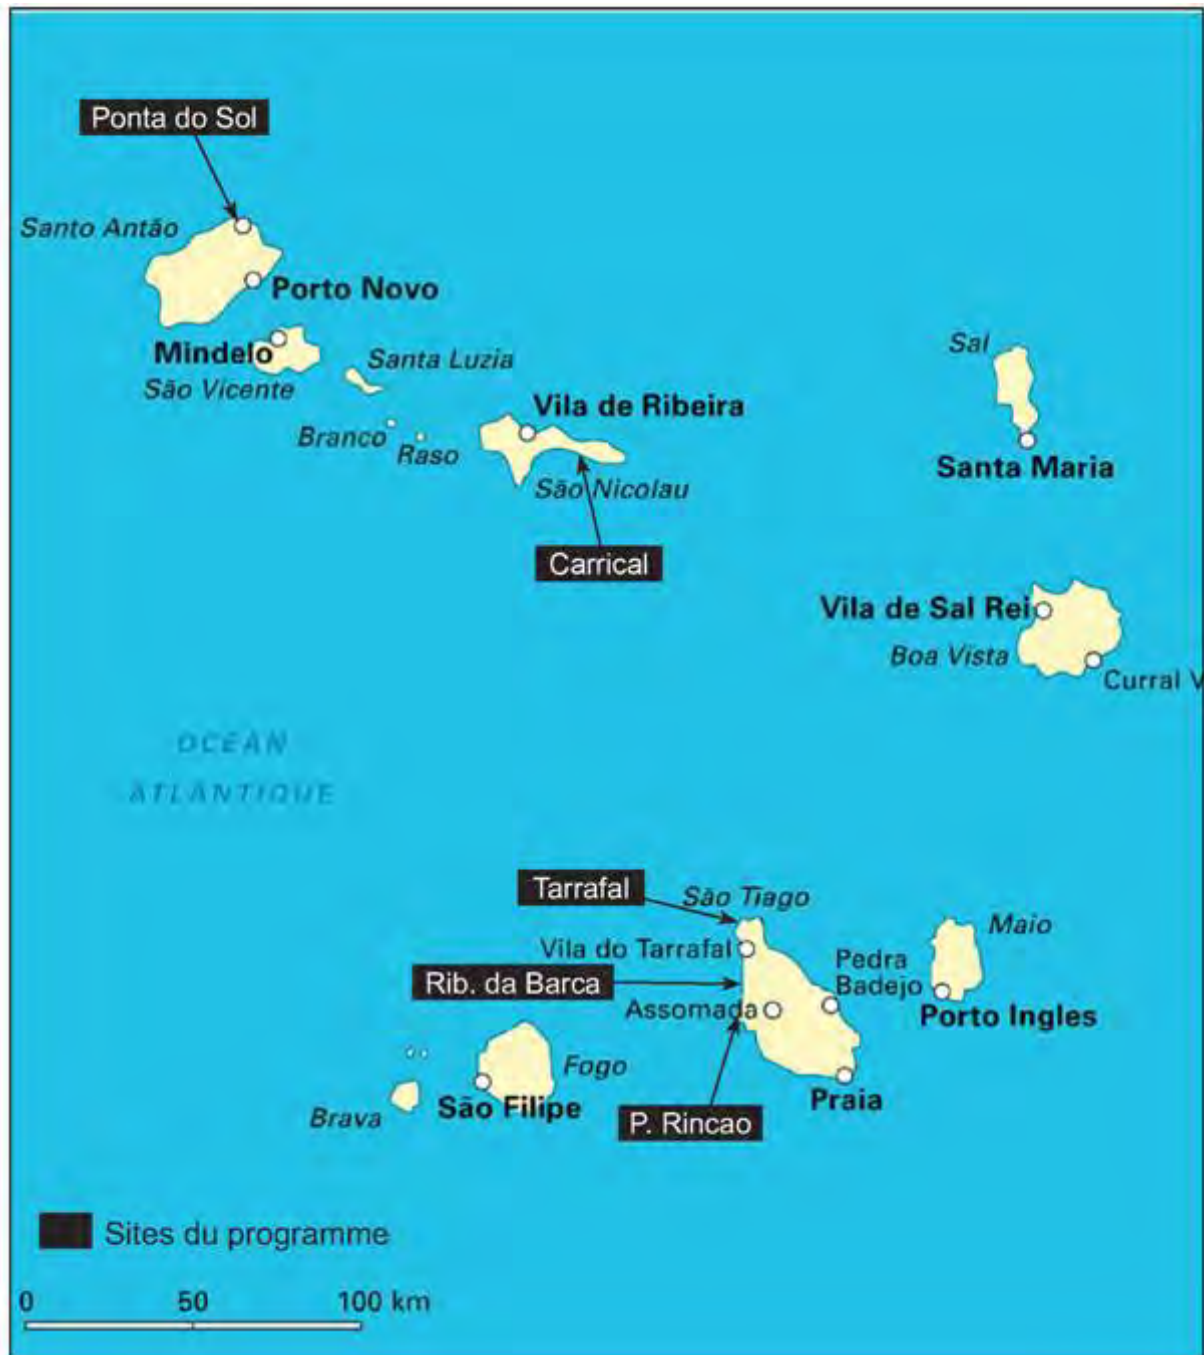 Ponta do Sol
Santo Antão
Porto Novo
Mindelo
São Vicente
Santa Luzia
Branco
Raso
Vila de Ribeira
São Nicolau
Carrical
Sal
Santa Maria
Vila de Sal Rei
Boa Vista
Curral V
OCÉAN
ATLANTIQUE
Tarrafal
São Tiago
Vila do Tarrafal
Rib. da Barca
Assomada
Pedra
Badejo
Maio
Porto Ingles
Praia
P. Rincao
Fogo
São Filipe
Brava
Sites du programme
0 50 100 km